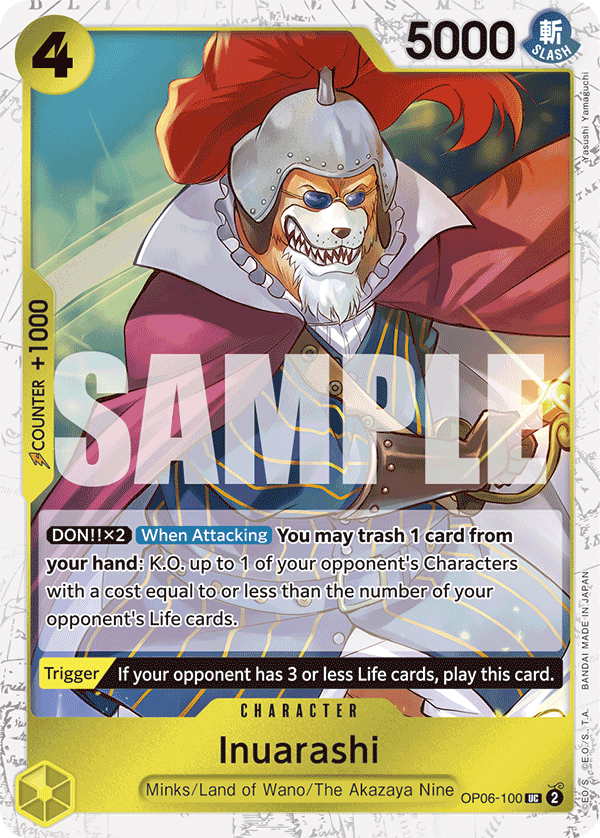 4
5000
斬
SLASH
Yasushi Yamaguchi
COUNTER +1000
SAMPLE
DON!!×2 When Attacking You may trash 1 card from
your hand: K.O. up to 1 of your opponent's Characters
with a cost equal to or less than the number of your
opponent's Life cards.
Trigger If your opponent has 3 or less Life cards, play this card.
CHARACTER
Inuarashi
Minks/Land of Wano/The Akazaya Nine
OP06-100 UC 2
©E.O./S. ©E.O./S., T.A. BANDAI MADE IN JAPAN